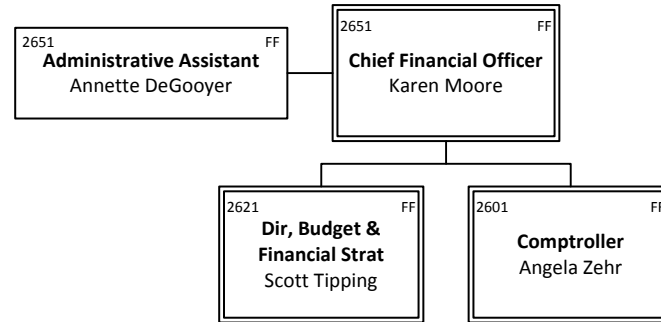 2651 FF
Administrative Assistant
Annette DeGooyer
2651 FF
Chief Financial Officer
Karen Moore
2621 FF
Dir, Budget &
Financial Strat
Scott Tipping
2601 FF
Comptroller
Angela Zehr